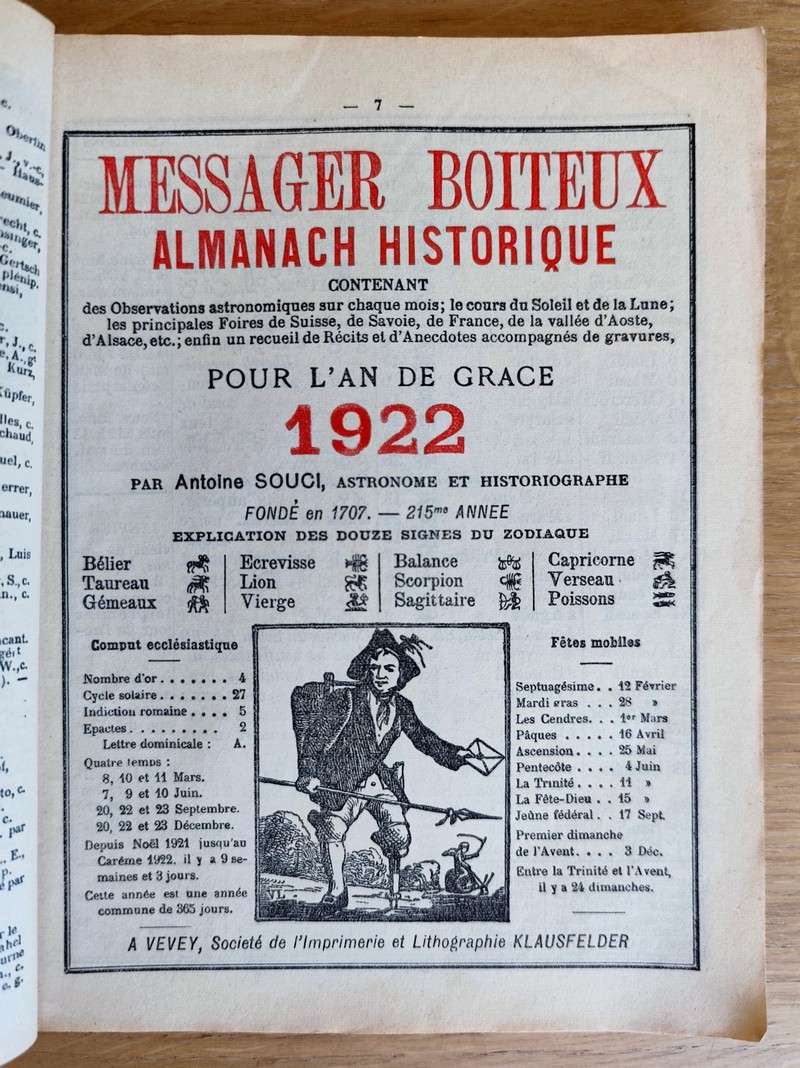 — 7 —
MESSAGER BOITEUX
ALMANACH HISTORIQUE
CONTENANT
des Observations astronomiques sur chaque mois; le cours du Soleil et de la Lune;
les principales Foires de Suisse, de Savoie, de France, de la vallée d'Aoste,
d'Alsace, etc.; enfin un recueil de Récits et d'Anecdotes accompagnés de gravures,
POUR L'AN DE GRACE
1922
PAR Antoine SOUCI, ASTRONOME ET HISTORIOGRAPHE
FONDÉ en 1707. — 215me ANNEE
EXPLICATION DES DOUZE SIGNES DU ZODIAQUE
Bélier
Taureau
Gémeaux
Ecrevisse
Lion
Vierge
Balance
Scorpion
Sagittaire
Capricorne
Verseau
Poissons
Comput ecclésiastique
Nombre d'or . . . . . . . 4
Cycle solaire . . . . . . . 27
Indiction romaine . . . . 5
Epactes . . . . . . . . . 2
Lettre dominicale : A.
Quatre temps :
8, 10 et 11 Mars.
7, 9 et 10 Juin.
20, 22 et 23 Septembre.
20, 22 et 23 Décembre.
Depuis Noël 1921 jusqu'au
Carême 1922. il y a 9 se-
maines et 3 jours.
Cette année est une année
commune de 365 jours.
VL
Fêtes mobiles
Septuagésime . . 12 Février
Mardi gras . . . 28 »
Les Cendres. . . 1er Mars
Pâques . . . . . 16 Avril
Ascension . . . . 25 Mai
Pentecôte . . . . 4 Juin
La Trinité . . . . 11 »
La Fête-Dieu . . 15 »
Jeûne fédéral . . 17 Sept.
Premier dimanche
de l'Avent. . . . 3 Déc.
Entre la Trinité et l'Avent,
il y a 24 dimanches.
A VEVEY, Societé de l'Imprimerie et Lithographie KLAUSFELDER